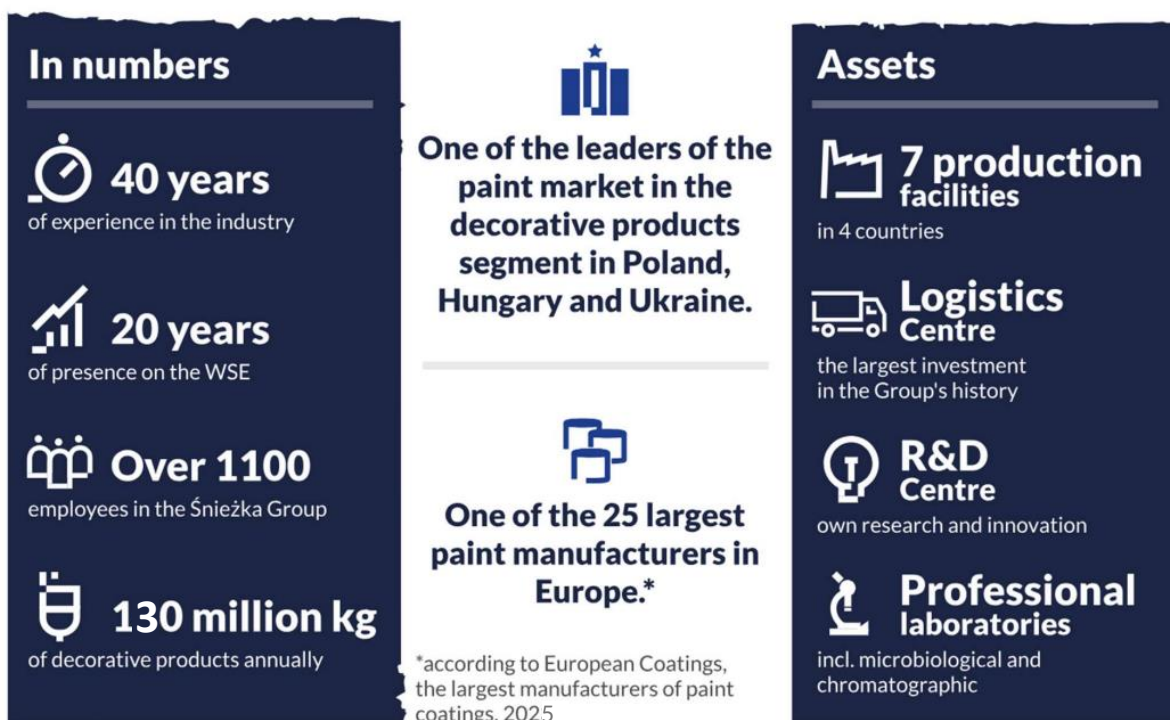 In numbers
40 years
of experience in the industry
20 years
of presence on the WSE
Over 1100
employees in the Śnieżka Group
130 million kg
of decorative products annually
One of the leaders of the
paint market in the
decorative products
segment in Poland,
Hungary and Ukraine.
One of the 25 largest
paint manufacturers in
Europe.*
*according to European Coatings,
the largest manufacturers of paint
coatings, 2025
Assets
7 production
facilities
in 4 countries
Logistics
Centre
the largest investment
in the Group's history
R&D
Centre
own research and innovation
Professional
laboratories
incl. microbiological and
chromatographic